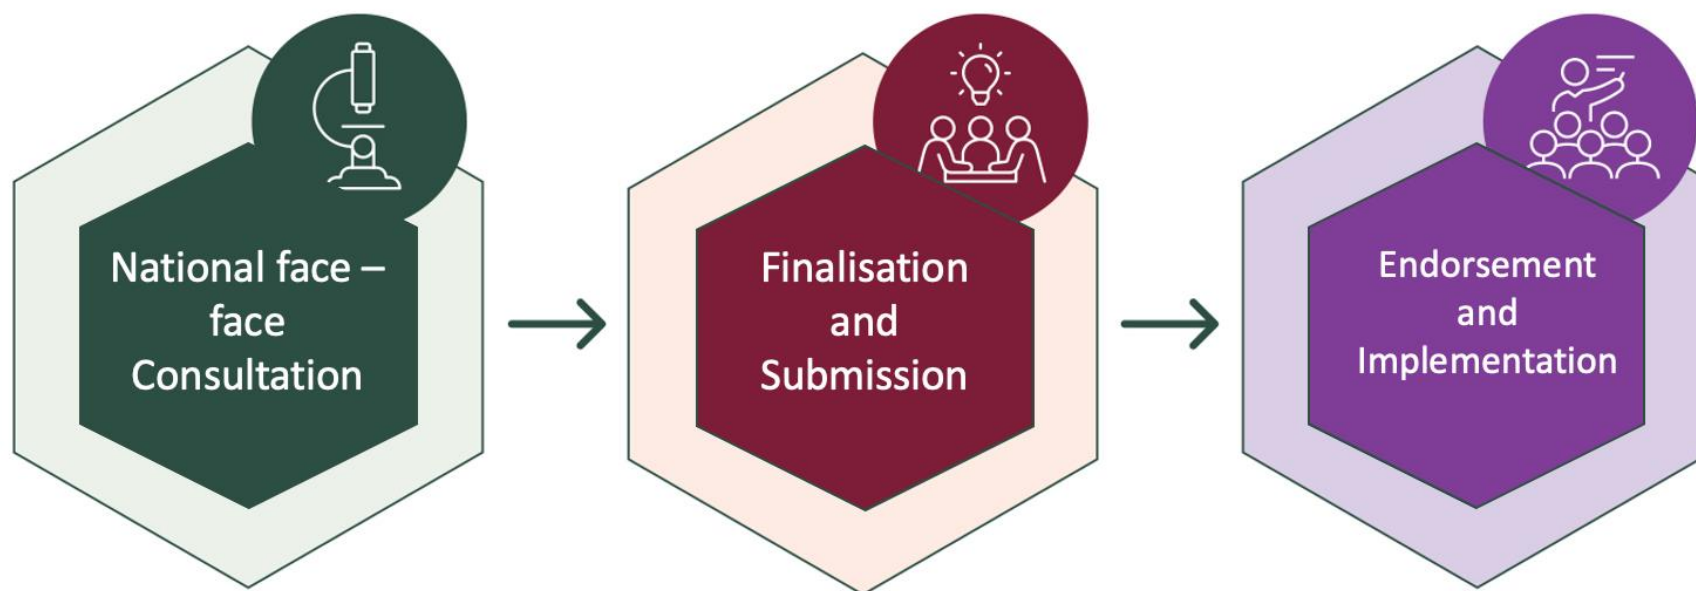 National face –
face
Consultation
Finalisation
and
Submission
Endorsement
and
Implementation